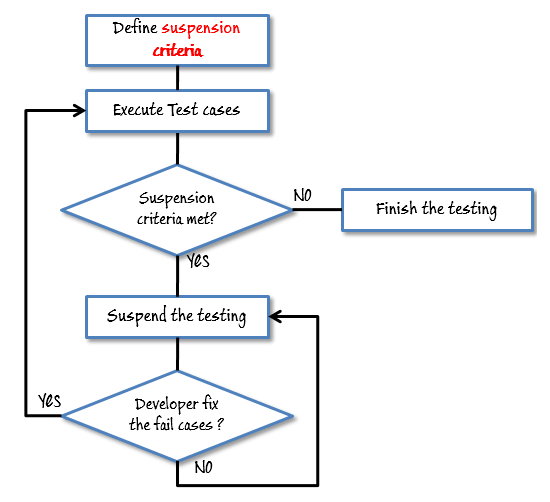 Define suspension
criteria
Execute Test cases
Suspension
criteria met?
NO
Finish the testing
Yes
Suspend the testing
Yes
Developer fix
the fail cases ?
NO